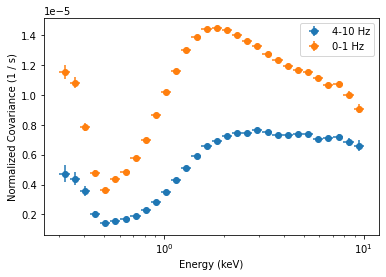 1e−5
4-10 Hz
0-1 Hz
1.4
1.2
1.0
0.8
0.6
0.4
0.2
Normalized Covariance (1 / s)
10⁰
10¹
Energy (keV)